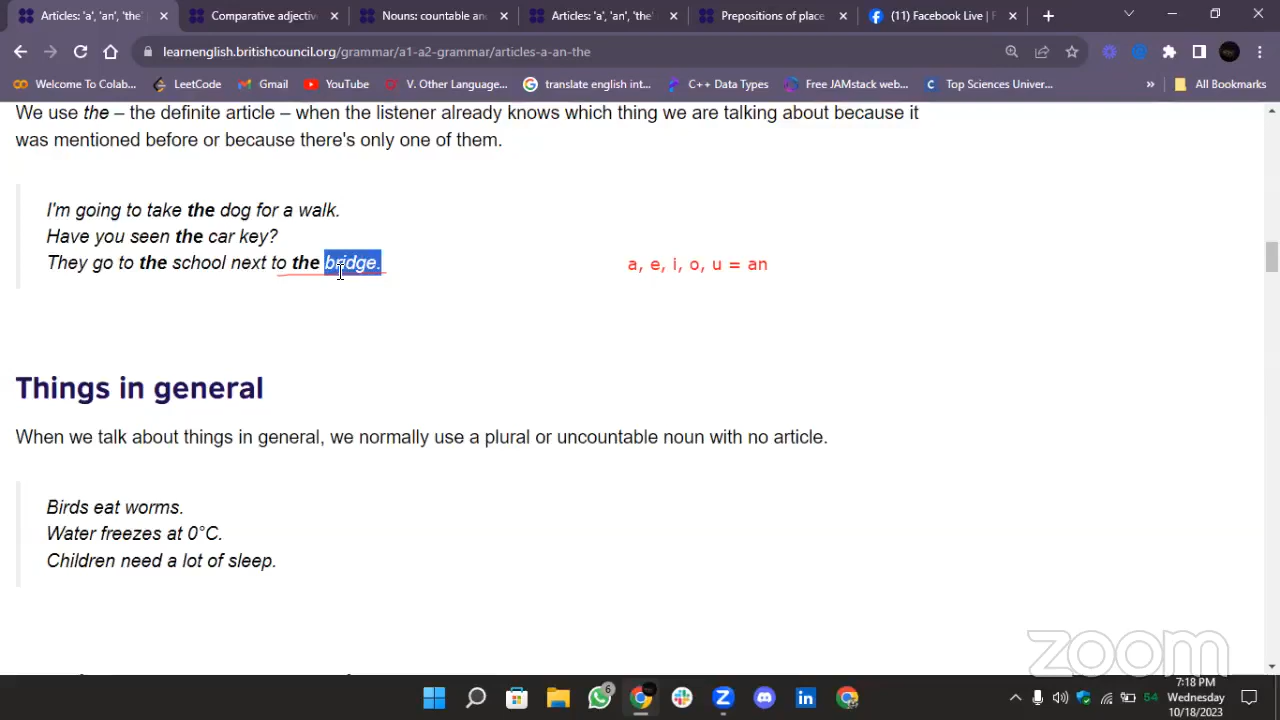 Articles: 'a', 'an', 'the'
Comparative adjectiv
Nouns: countable an
Articles: 'a', 'an', 'the'
Prepositions of place
(11) Facebook Live | F
learnenglish.britishcouncil.org/grammar/a1-a2-grammar/articles-a-an-the
Welcome To Colab...
LeetCode
Gmail
YouTube
V. Other Language...
translate english int...
C++ Data Types
Free JAMstack web...
Top Sciences Univer...
»
All Bookmarks
We use the – the definite article – when the listener already knows which thing we are talking about because it
was mentioned before or because there's only one of them.
I'm going to take the dog for a walk.
Have you seen the car key?
They go to the school next to the bridge.
a, e, i, o, u = an
Things in general
When we talk about things in general, we normally use a plural or uncountable noun with no article.
Birds eat worms.
Water freezes at 0°C.
Children need a lot of sleep.
zoom
6
54
7:18 PM
Wednesday
10/18/2023